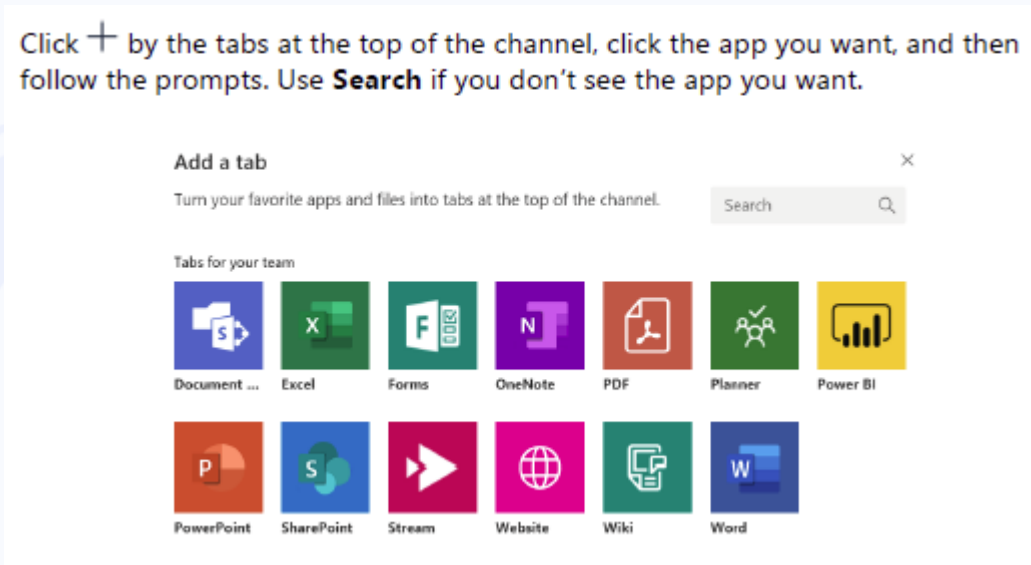 Click + by the tabs at the top of the channel, click the app you want, and then
follow the prompts. Use Search if you don't see the app you want.
Add a tab
Turn your favorite apps and files into tabs at the top of the channel.
Search
Tabs for your team
Document ... Excel Forms OneNote PDF Planner Power BI
PowerPoint SharePoint Stream Website Wiki Word